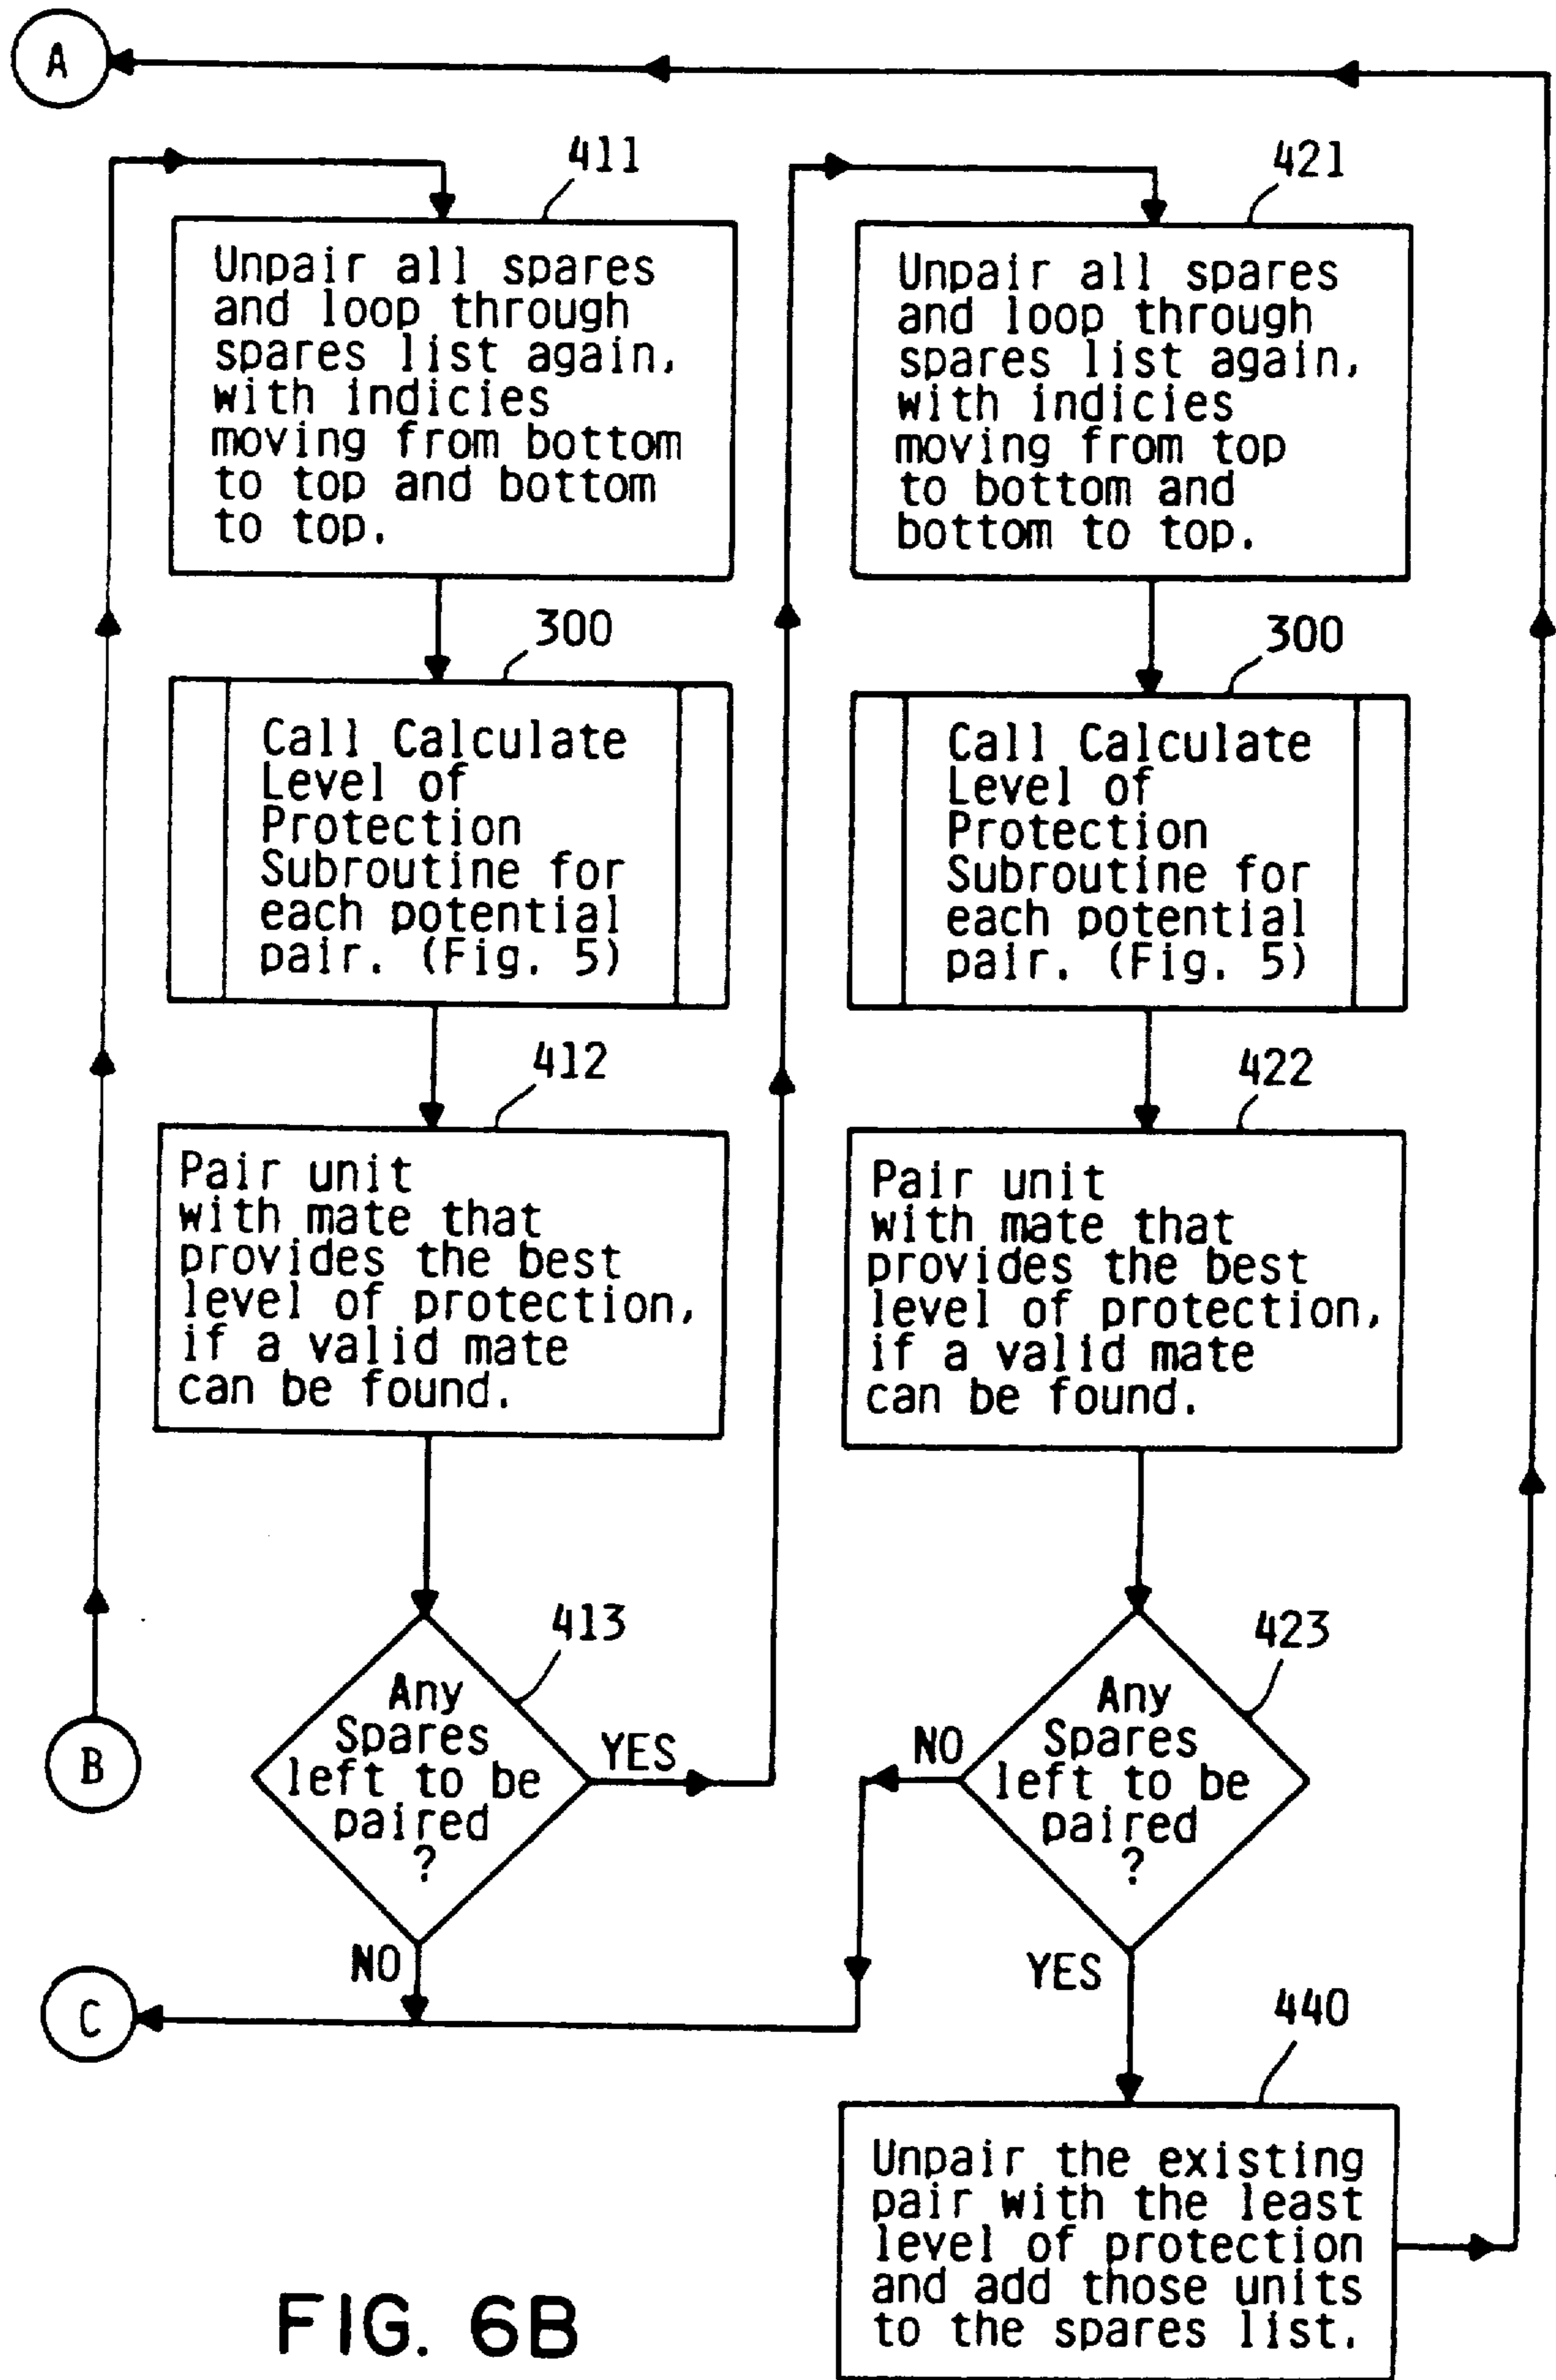 A
411
Unpair all spares
and loop through
spares list again,
with indicies
moving from bottom
to top and bottom
to top.
300
Call Calculate
Level of
Protection
Subroutine for
each potential
pair. (Fig. 5)
412
Pair unit
with mate that
provides the best
level of protection,
if a valid mate
can be found.
413
Any
Spares
left to be
paired
?
YES
NO
B
C
421
Unpair all spares
and loop through
spares list again,
with indicies
moving from top
to bottom and
bottom to top.
300
Call Calculate
Level of
Protection
Subroutine for
each potential
pair. (Fig. 5)
422
Pair unit
with mate that
provides the best
level of protection,
if a valid mate
can be found.
423
Any
Spares
left to be
paired
?
NO
YES
440
Unpair the existing
pair with the least
level of protection
and add those units
to the spares list.
FIG. 6B